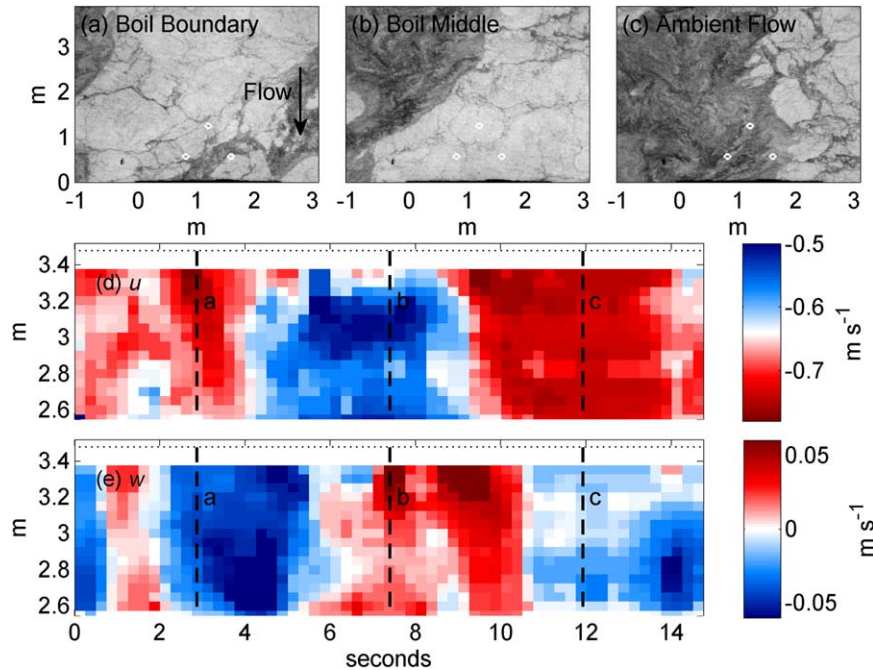 (a) Boil Boundary
(b) Boil Middle
(c) Ambient Flow
Flow
m
3
2
1
0
-1 0 1 2 3
-1 0 1 2 3
-1 0 1 2 3
m
m
m
(d) u
a
b
c
m
3.4
3.2
3
2.8
2.6
-0.5
-0.6
-0.7
m s⁻¹
(e) w
a
b
c
m
3.4
3.2
3
2.8
2.6
0.05
0
-0.05
m s⁻¹
0 2 4 6 8 10 12 14
seconds